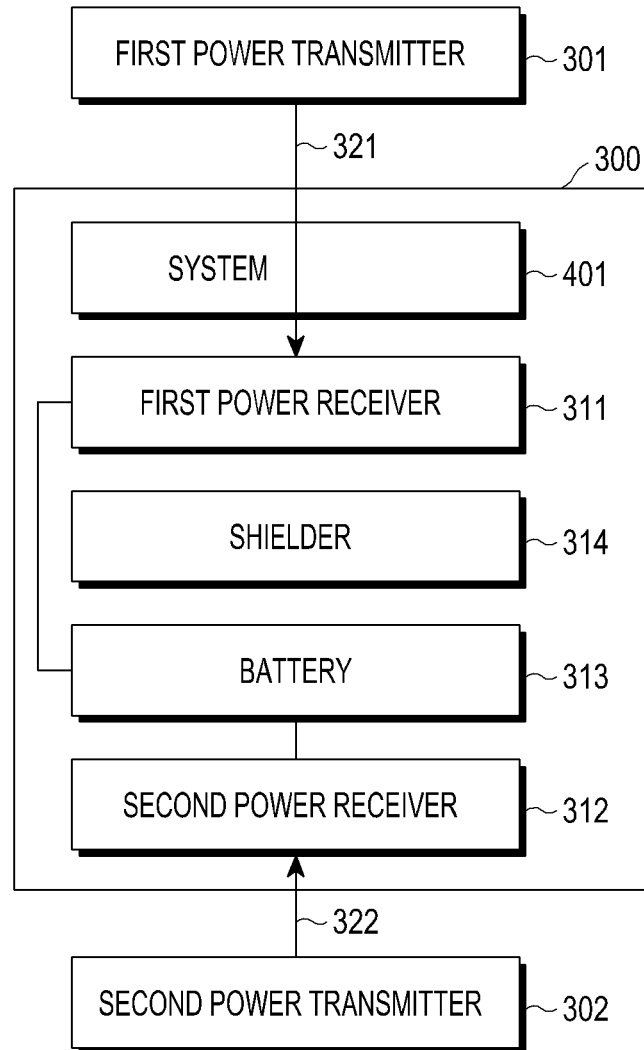 FIRST POWER TRANSMITTER 301
321
300
SYSTEM 401
FIRST POWER RECEIVER 311
SHIELDER 314
BATTERY 313
SECOND POWER RECEIVER 312
322
SECOND POWER TRANSMITTER 302